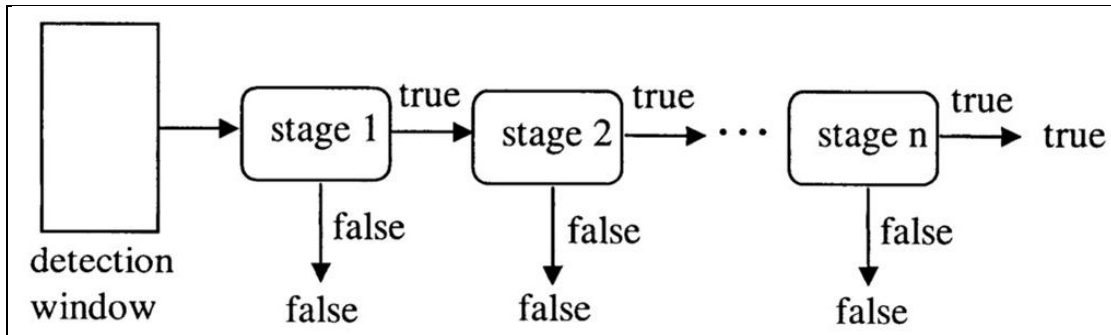 true true true
stage 1 stage 2 ··· stage n true
false false false
detection
window
false false false